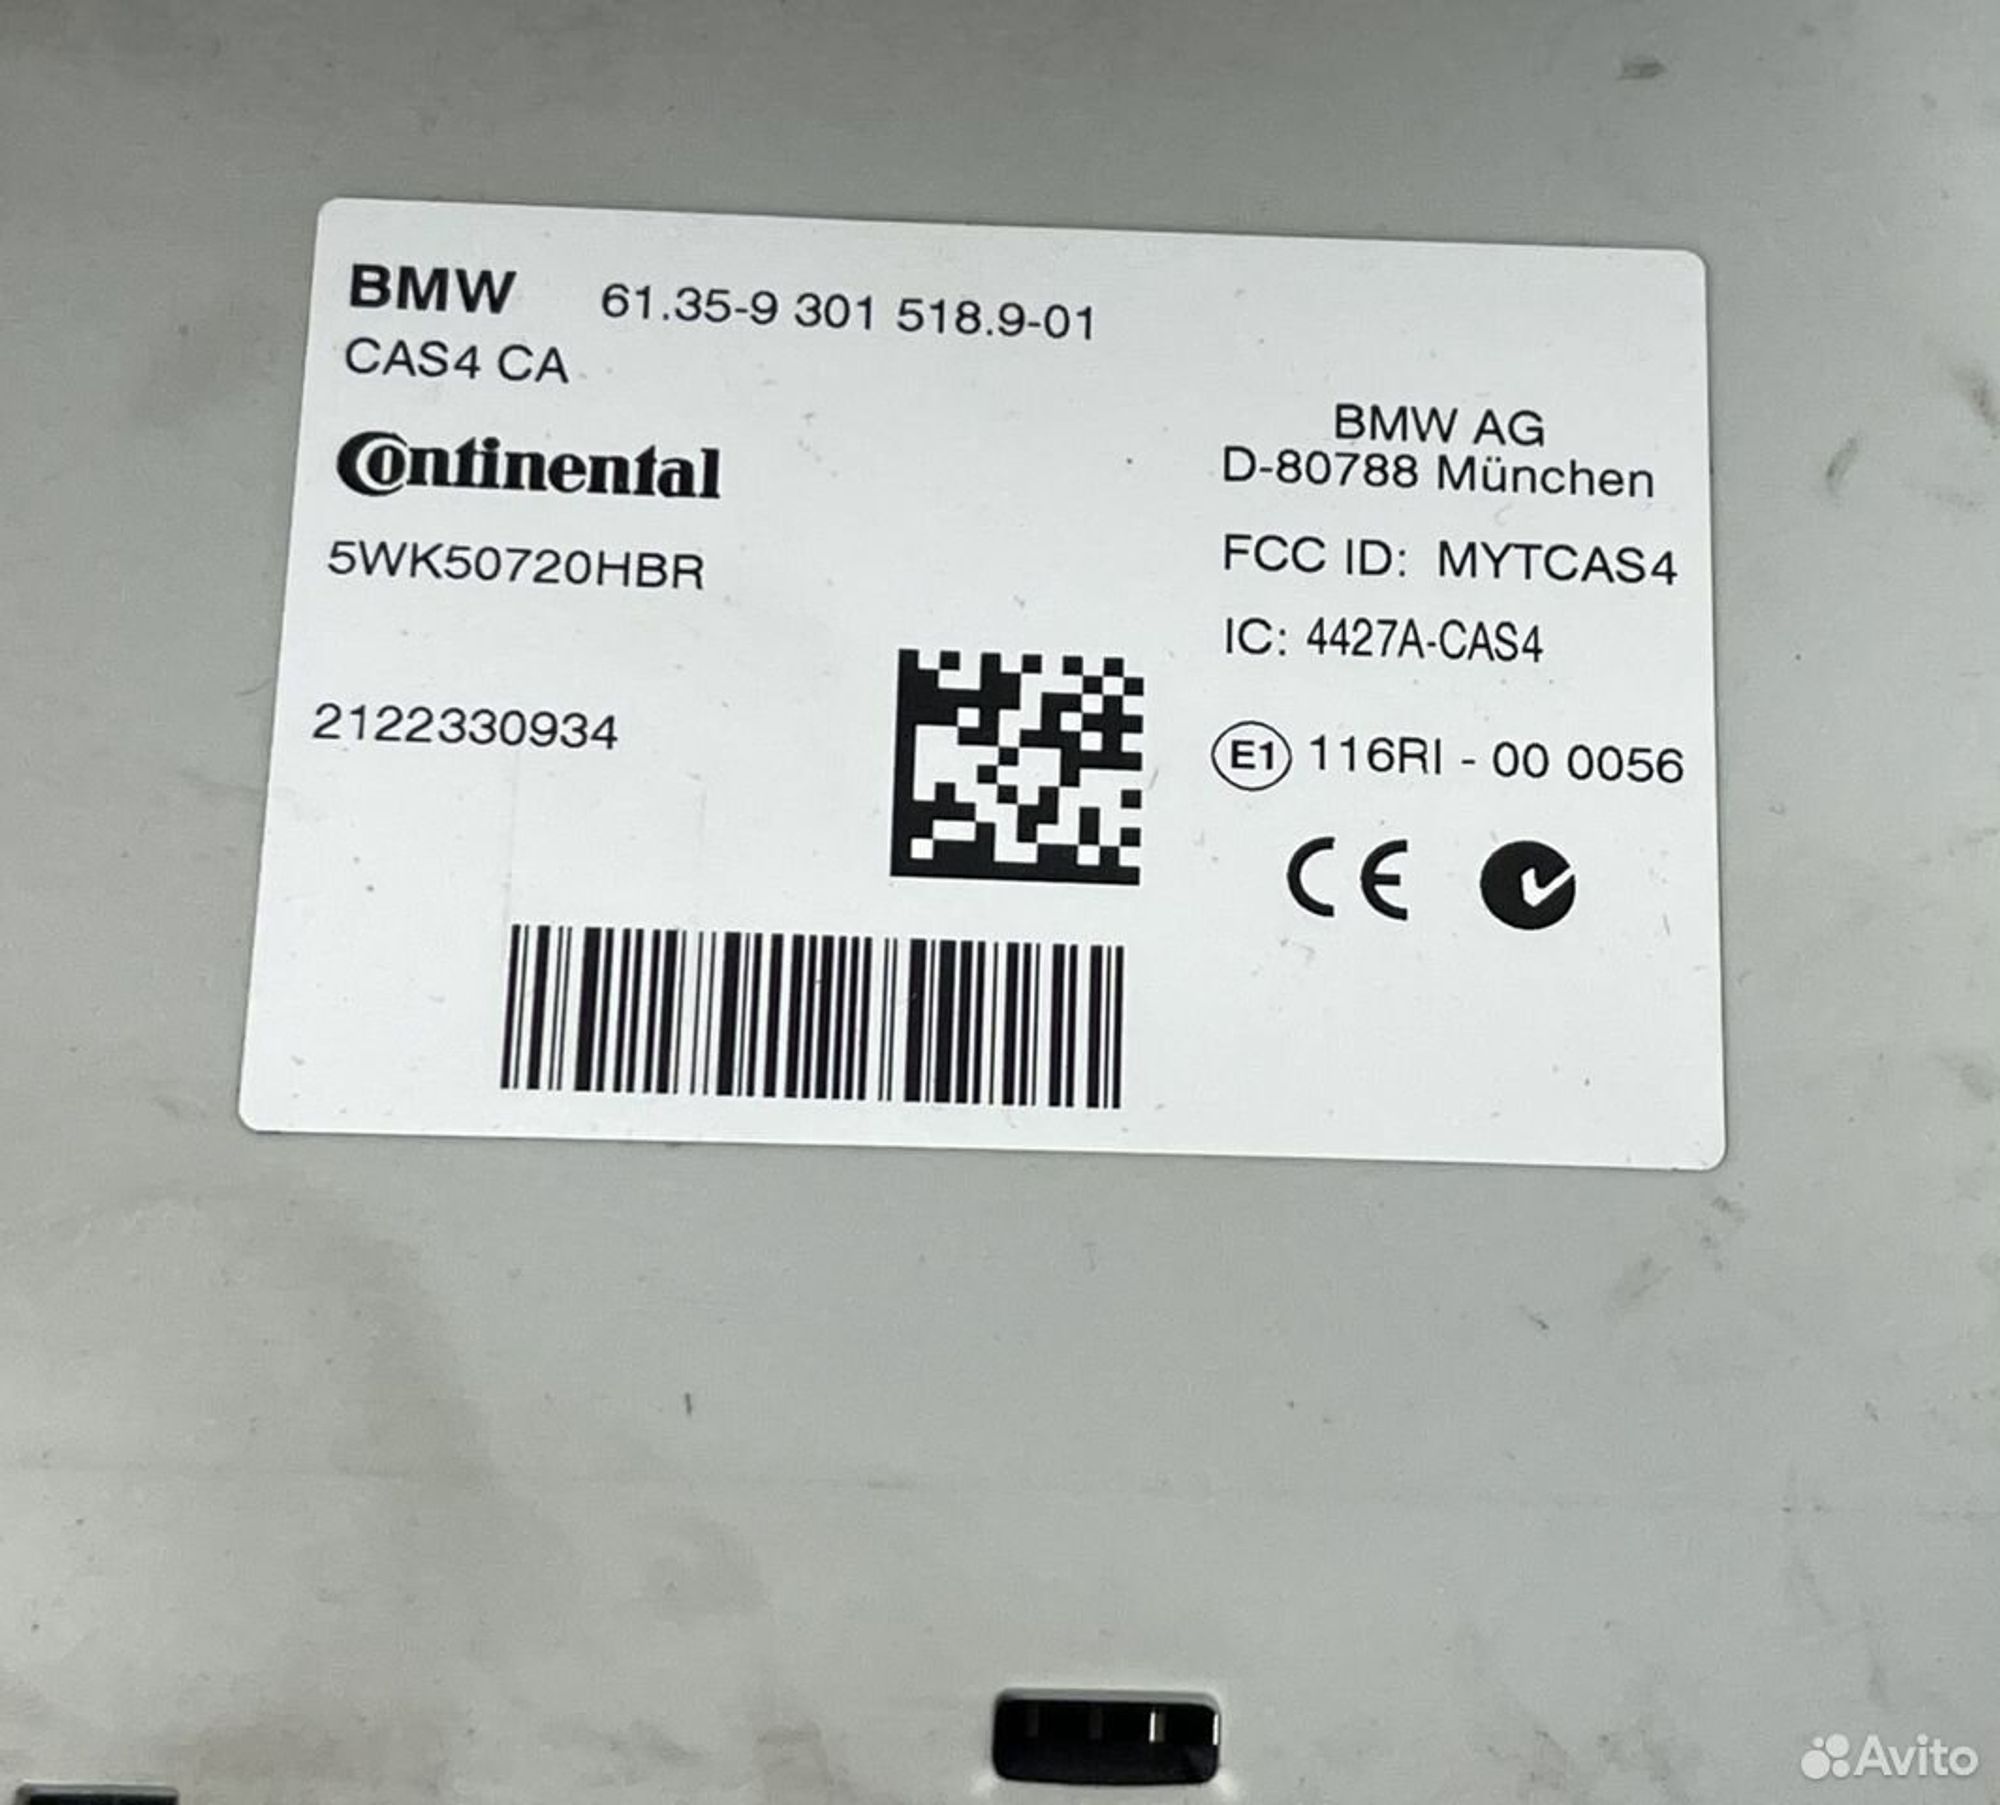 BMW 61.35-9 301 518.9-01
CAS4 CA
Continental
5WK50720HBR
2122330934
BMW AG
D-80788 München
FCC ID: MYTCAS4
IC: 4427A-CAS4
E1 116RI - 00 0056
CE
Avito